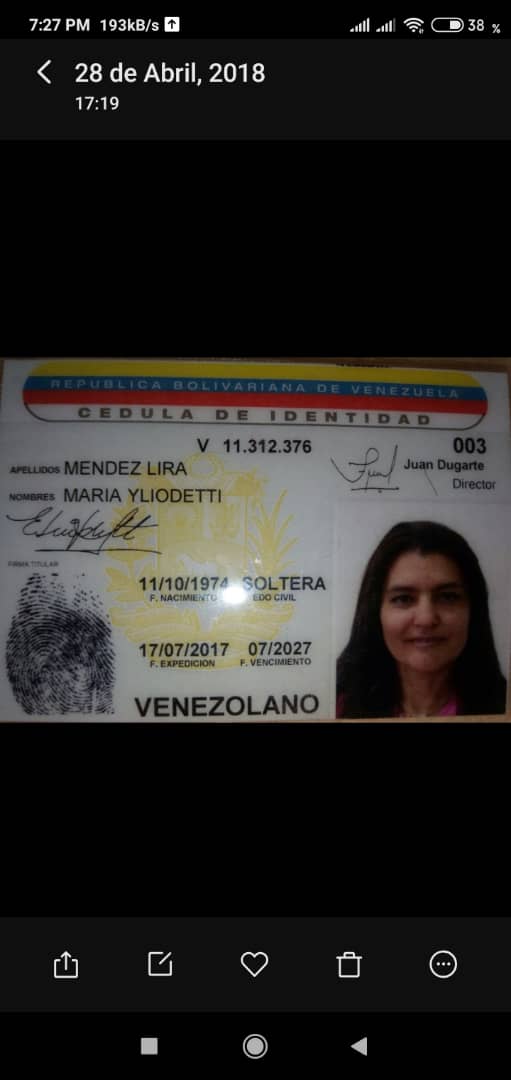 7:27 PM 193kB/s
38 %
28 de Abril, 2018
17:19
REPUBLICA BOLIVARIANA DE VENEZUELA
CEDULA DE IDENTIDAD
V 11.312.376
003
APELLIDOS MENDEZ LIRA
Juan Dugarte
Director
NOMBRES MARIA YLIODETTI
FIRMA TITULAR
11/10/1974 SOLTERA
F. NACIMIENTO EDO CIVIL
17/07/2017 07/2027
F. EXPEDICION F. VENCIMIENTO
VENEZOLANO